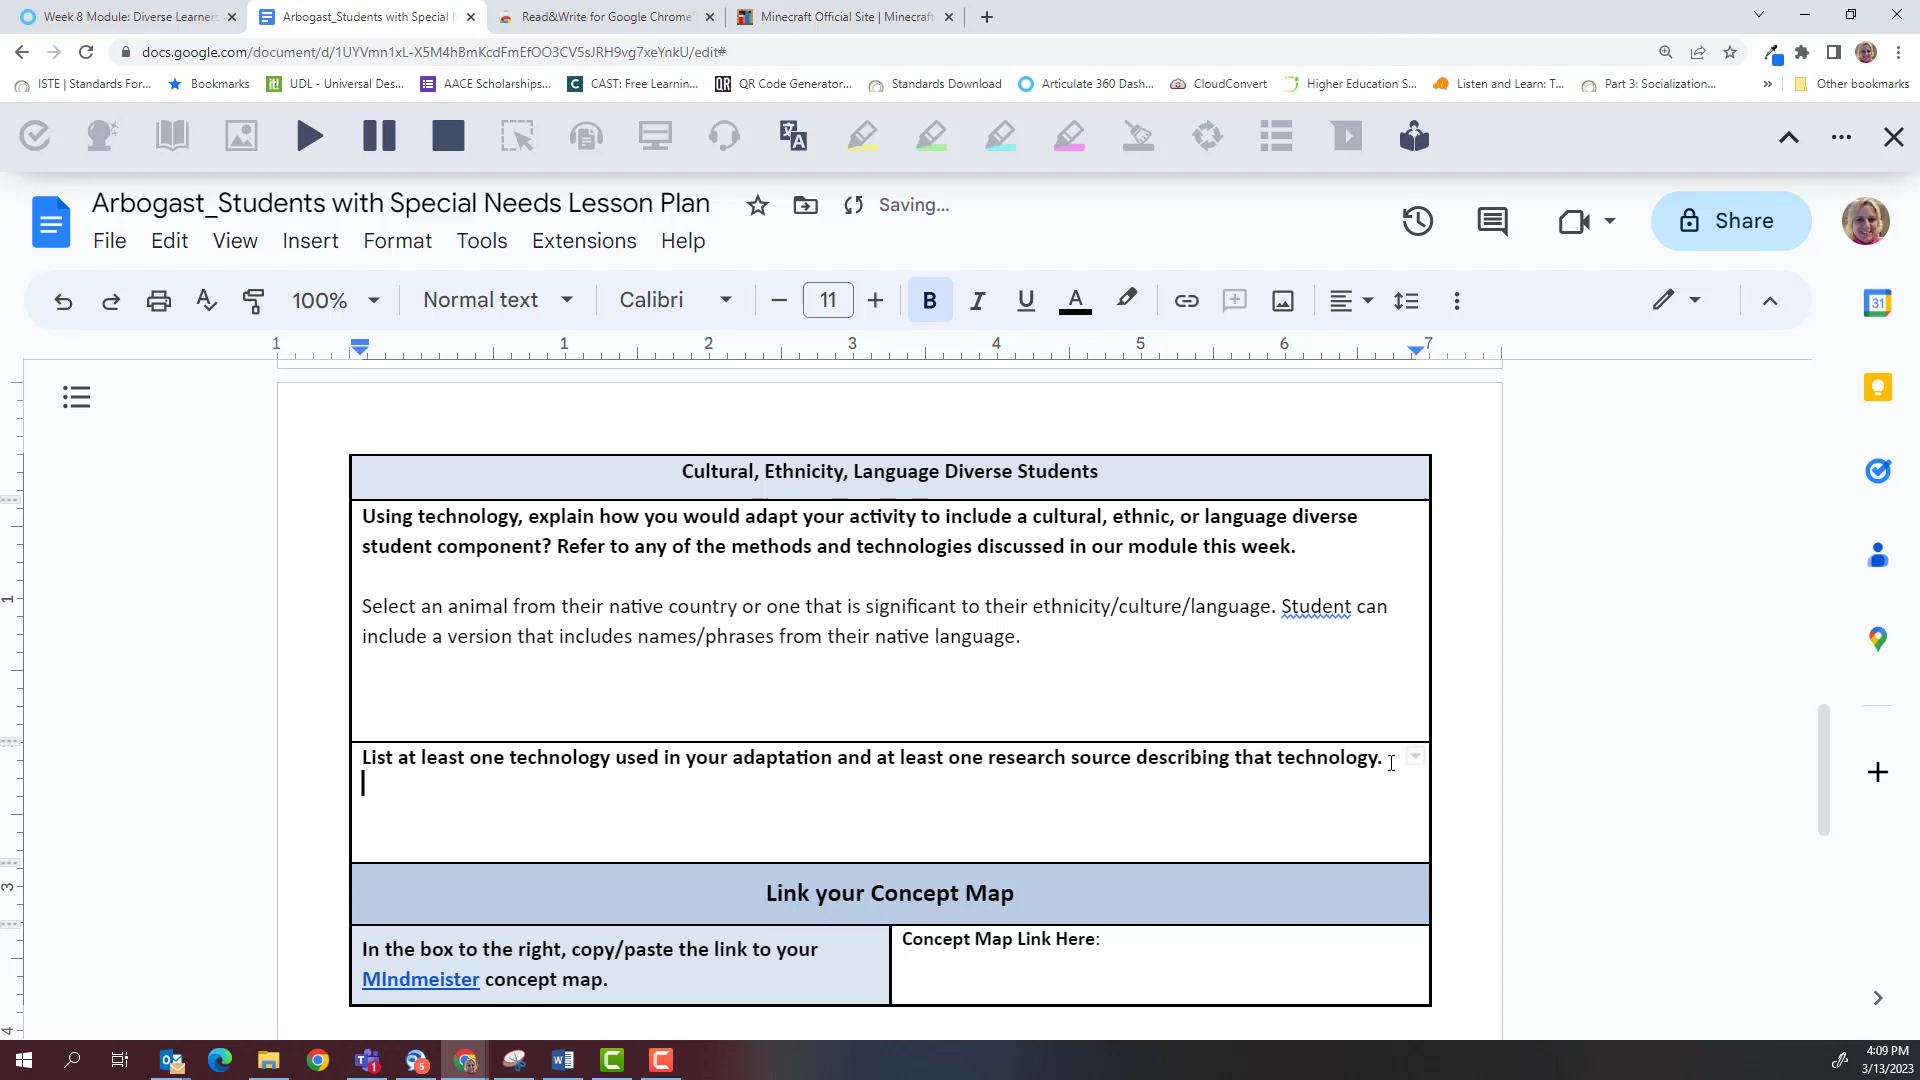 Week 8 Module: Diverse Learners
Arbogast_Students with Special N
Read&Write for Google Chrome™
Minecraft Official Site | Minecraft
docs.google.com/document/d/1UYVmn1xL-X5M4hBmKcdFmEfOO3CV5sJRH9vg7xeYnkU/edit#
ISTE | Standards For...
Bookmarks
UDL - Universal Des...
AACE Scholarships...
CAST: Free Learnin...
QR Code Generator...
Standards Download
Articulate 360 Dash...
CloudConvert
Higher Education S...
Listen and Learn: T...
Part 3: Socialization...
»
Other bookmarks
Arbogast_Students with Special Needs Lesson Plan
Saving...
File Edit View Insert Format Tools Extensions Help
Share
100%
Normal text
Calibri
11
B I U A
31
1 1 2 3 4 5 6 7
Cultural, Ethnicity, Language Diverse Students
Using technology, explain how you would adapt your activity to include a cultural, ethnic, or language diverse
student component? Refer to any of the methods and technologies discussed in our module this week.
Select an animal from their native country or one that is significant to their ethnicity/culture/language. Student can
include a version that includes names/phrases from their native language.
List at least one technology used in your adaptation and at least one research source describing that technology.
Link your Concept Map
In the box to the right, copy/paste the link to your
MIndmeister concept map.
Concept Map Link Here:
1
3
4
4:09 PM
3/13/2023